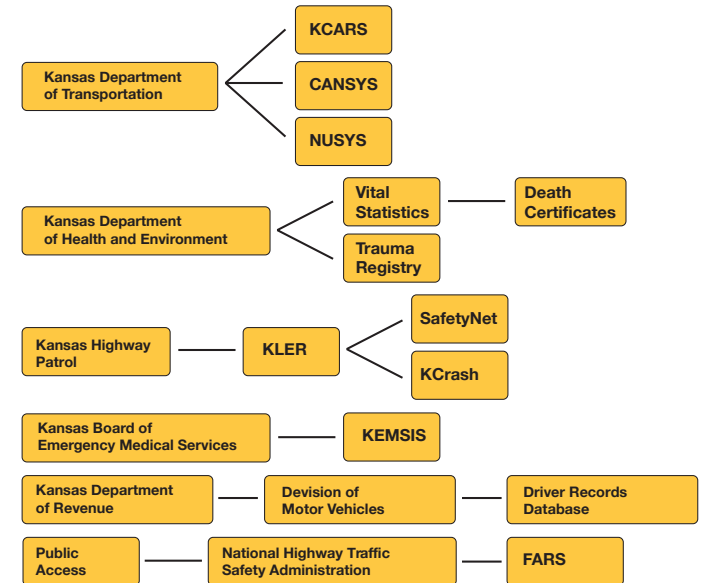 Kansas Department
of Transportation
KCARS
CANSYS
NUSYS
Kansas Department
of Health and Environment
Vital
Statistics
Death
Certificates
Trauma
Registry
Kansas Highway
Patrol
KLER
SafetyNet
KCrash
Kansas Board of
Emergency Medical Services
KEMSIS
Kansas Department
of Revenue
Devision of
Motor Vehicles
Driver Records
Database
Public
Access
National Highway Traffic
Safety Administration
FARS